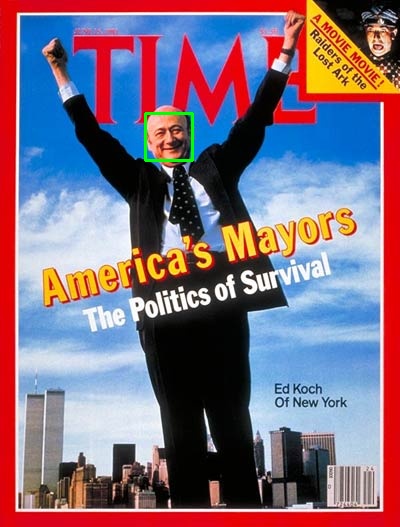 TIME
A MOVIE MOVIE!
Raiders of the
Lost Ark
America's Mayors
The Politics of Survival
Ed Koch
Of New York
24